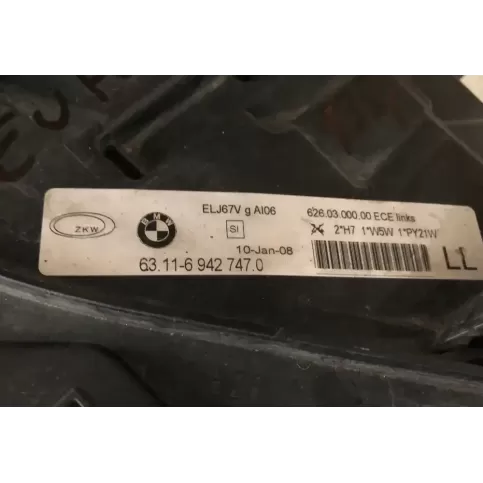 ZKW
BMW
ELJ67V g AI06
SI
10-Jan-08
63.11-6 942 747.0
626.03.000.00 ECE links
2*H7 1*W5W 1*PY21W
LL